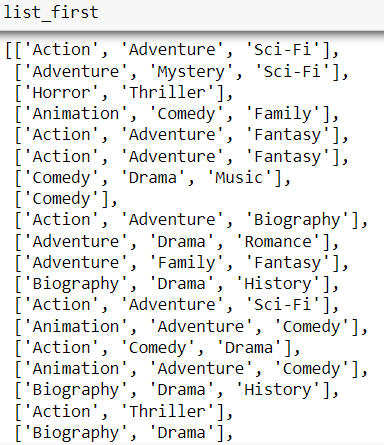 list_first
[['Action', 'Adventure', 'Sci-Fi'],
['Adventure', 'Mystery', 'Sci-Fi'],
['Horror', 'Thriller'],
['Animation', 'Comedy', 'Family'],
['Action', 'Adventure', 'Fantasy'],
['Action', 'Adventure', 'Fantasy'],
['Comedy', 'Drama', 'Music'],
['Comedy'],
['Action', 'Adventure', 'Biography'],
['Adventure', 'Drama', 'Romance'],
['Adventure', 'Family', 'Fantasy'],
['Biography', 'Drama', 'History'],
['Action', 'Adventure', 'Sci-Fi'],
['Animation', 'Adventure', 'Comedy'],
['Action', 'Comedy', 'Drama'],
['Animation', 'Adventure', 'Comedy'],
['Biography', 'Drama', 'History'],
['Action', 'Thriller'],
['Biography', 'Drama'],